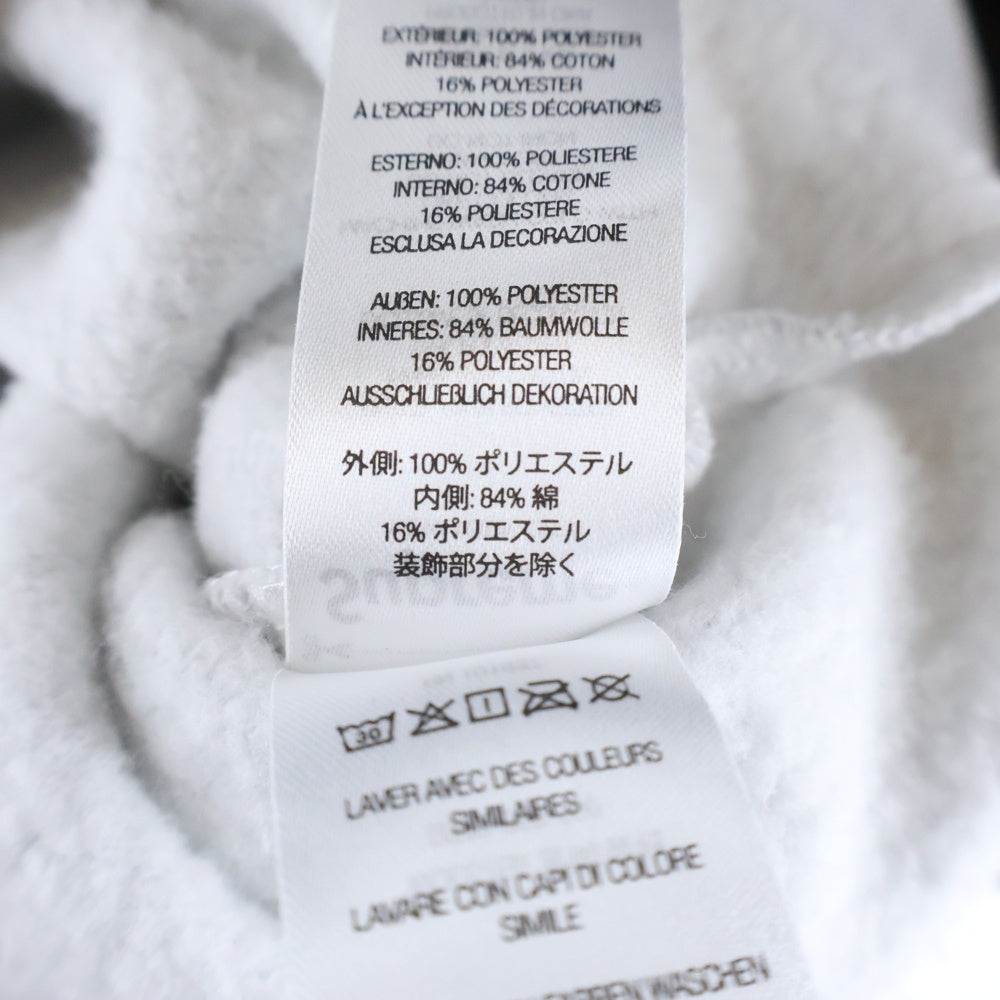 EXTÉRIEUR: 100% POLYESTER
INTÉRIEUR: 84% COTON
16% POLYESTER
À L'EXCEPTION DES DÉCORATIONS
ESTERNO: 100% POLIESTERE
INTERNO: 84% COTONE
16% POLIESTERE
ESCLUSA LA DECORAZIONE
AUßEN: 100% POLYESTER
INNERES: 84% BAUMWOLLE
16% POLYESTER
AUSSCHLIEßLICH DEKORATION
外側: 100% ポリエステル
内側: 84% 綿
16% ポリエステル
装飾部分を除く
Supreme
30
LAVER AVEC DES COULEURS
SIMILAIRES
LAVARE CON CAPI DI COLORE
SIMILE
WASCHEN